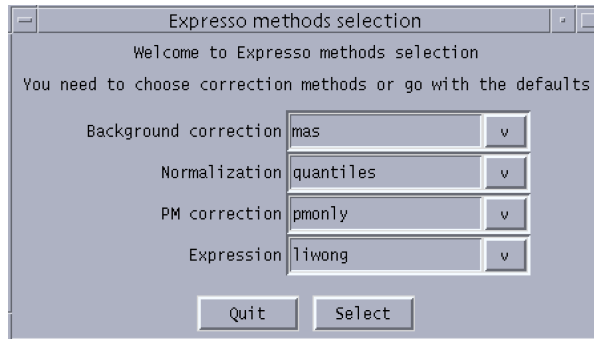 Expresso methods selection
Welcome to Expresso methods selection
You need to choose correction methods or go with the defaults
Background correction mas v
Normalization quantiles v
PM correction pmonly v
Expression liwong v
Quit Select